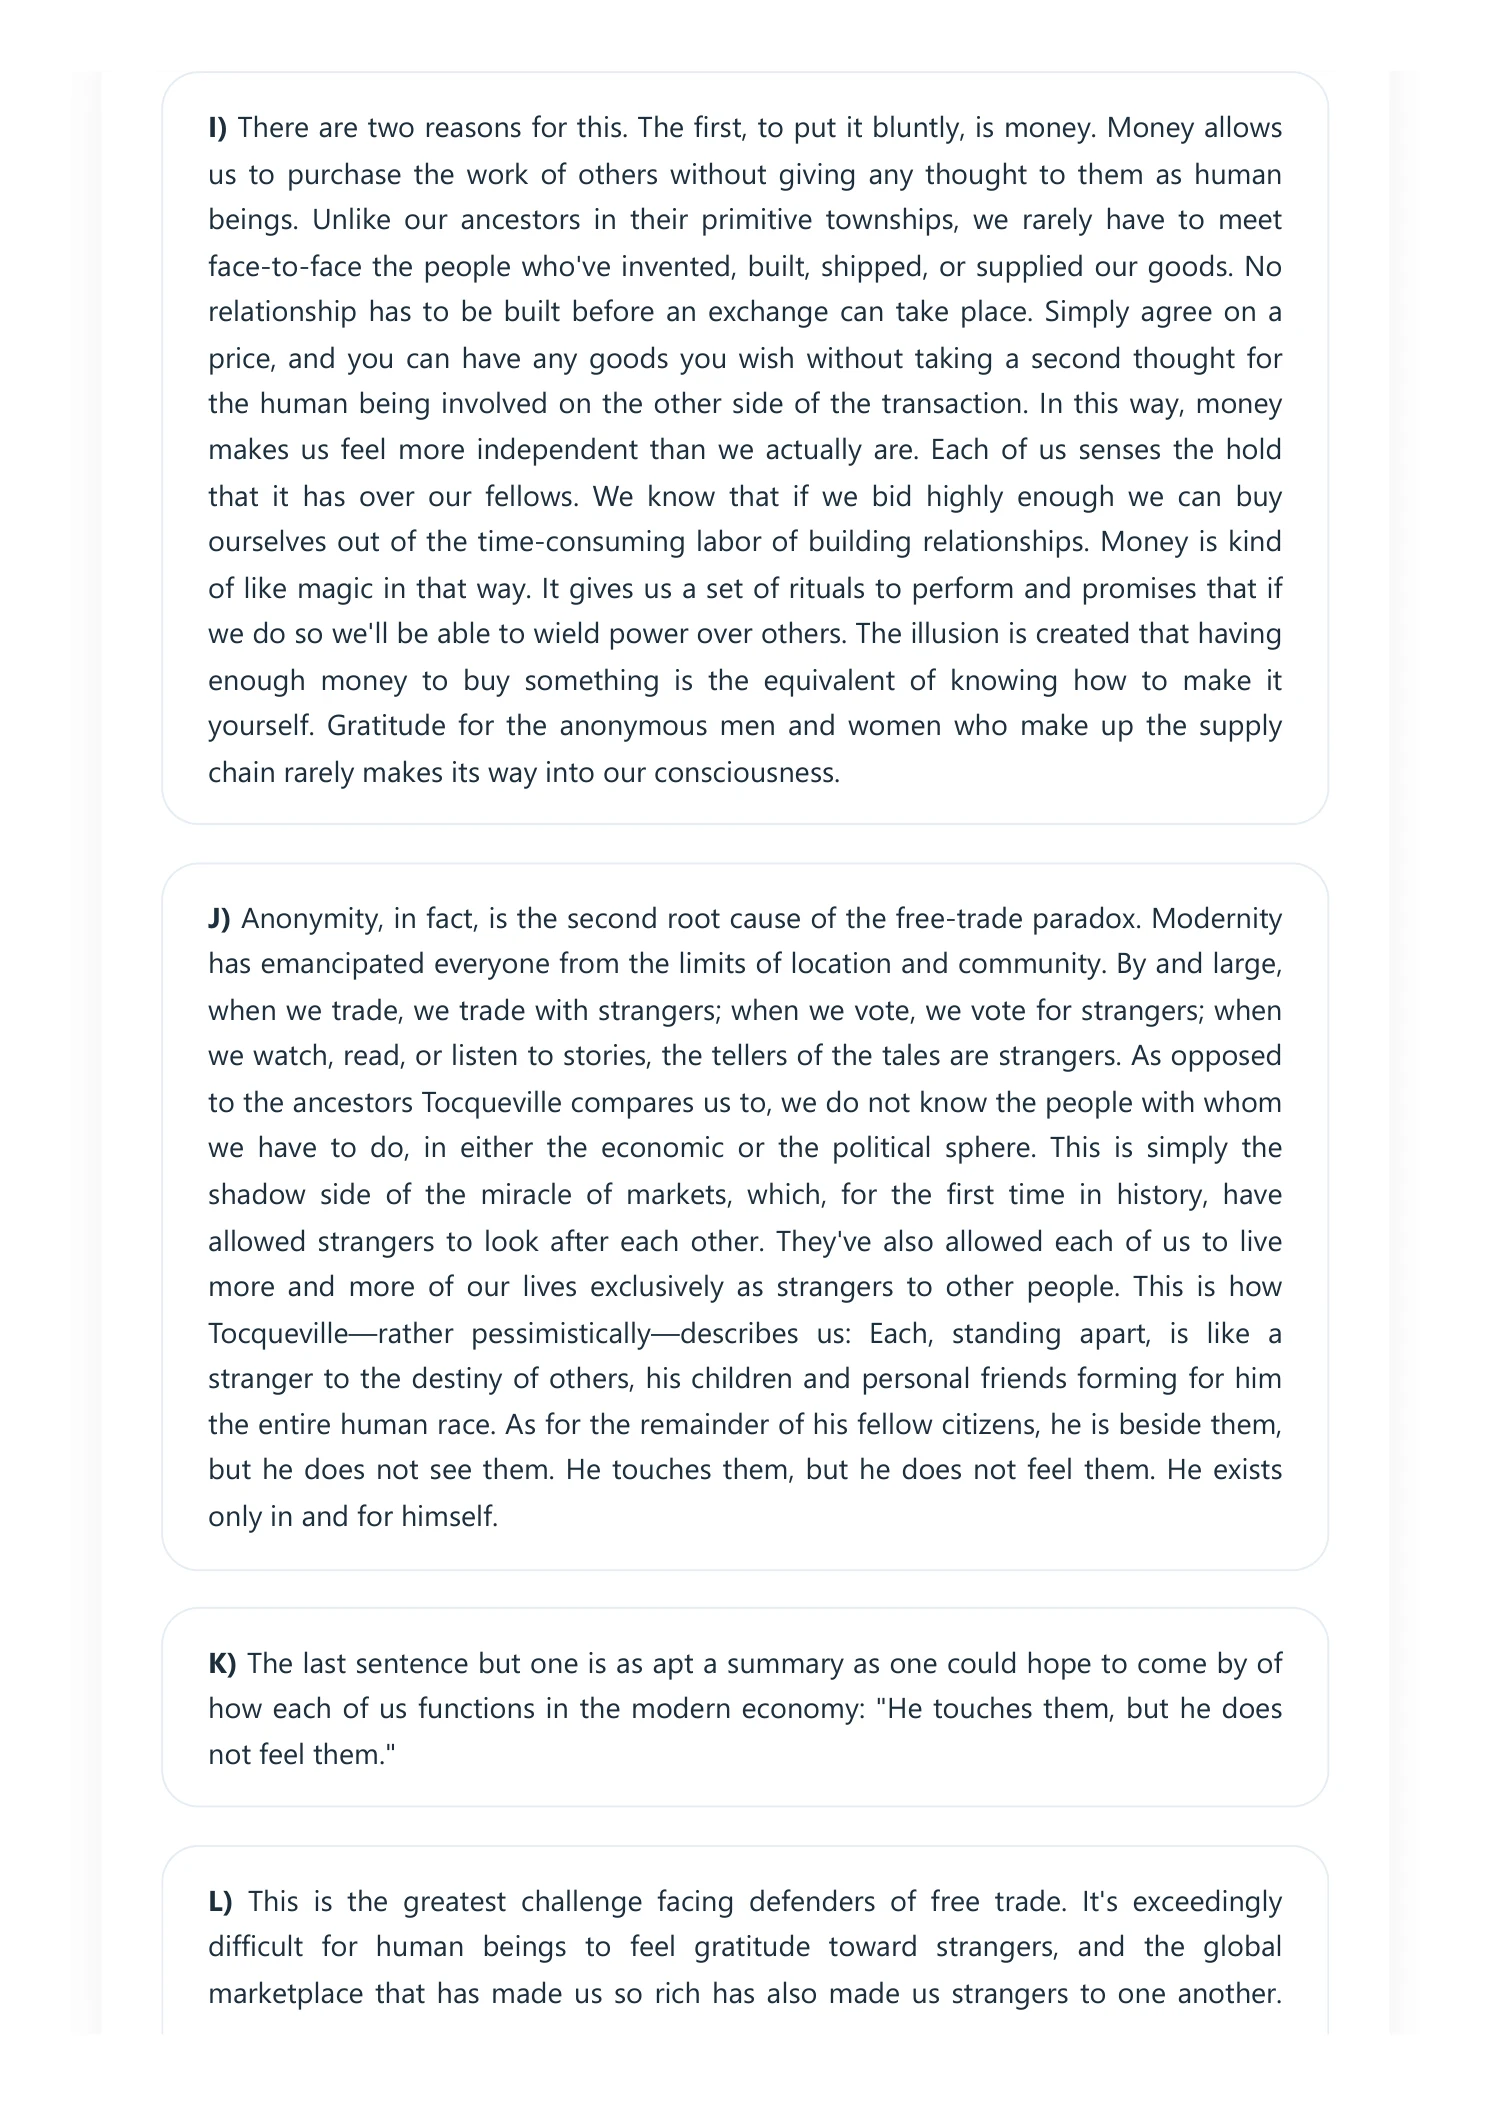 I) There are two reasons for this. The first, to put it bluntly, is money. Money allows
us to purchase the work of others without giving any thought to them as human
beings. Unlike our ancestors in their primitive townships, we rarely have to meet
face-to-face the people who've invented, built, shipped, or supplied our goods. No
relationship has to be built before an exchange can take place. Simply agree on a
price, and you can have any goods you wish without taking a second thought for
the human being involved on the other side of the transaction. In this way, money
makes us feel more independent than we actually are. Each of us senses the hold
that it has over our fellows. We know that if we bid highly enough we can buy
ourselves out of the time-consuming labor of building relationships. Money is kind
of like magic in that way. It gives us a set of rituals to perform and promises that if
we do so we'll be able to wield power over others. The illusion is created that having
enough money to buy something is the equivalent of knowing how to make it
yourself. Gratitude for the anonymous men and women who make up the supply
chain rarely makes its way into our consciousness.
J) Anonymity, in fact, is the second root cause of the free-trade paradox. Modernity
has emancipated everyone from the limits of location and community. By and large,
when we trade, we trade with strangers; when we vote, we vote for strangers; when
we watch, read, or listen to stories, the tellers of the tales are strangers. As opposed
to the ancestors Tocqueville compares us to, we do not know the people with whom
we have to do, in either the economic or the political sphere. This is simply the
shadow side of the miracle of markets, which, for the first time in history, have
allowed strangers to look after each other. They've also allowed each of us to live
more and more of our lives exclusively as strangers to other people. This is how
Tocqueville—rather pessimistically—describes us: Each, standing apart, is like a
stranger to the destiny of others, his children and personal friends forming for him
the entire human race. As for the remainder of his fellow citizens, he is beside them,
but he does not see them. He touches them, but he does not feel them. He exists
only in and for himself.
K) The last sentence but one is as apt a summary as one could hope to come by of
how each of us functions in the modern economy: "He touches them, but he does
not feel them."
L) This is the greatest challenge facing defenders of free trade. It's exceedingly
difficult for human beings to feel gratitude toward strangers, and the global
marketplace that has made us so rich has also made us strangers to one another.